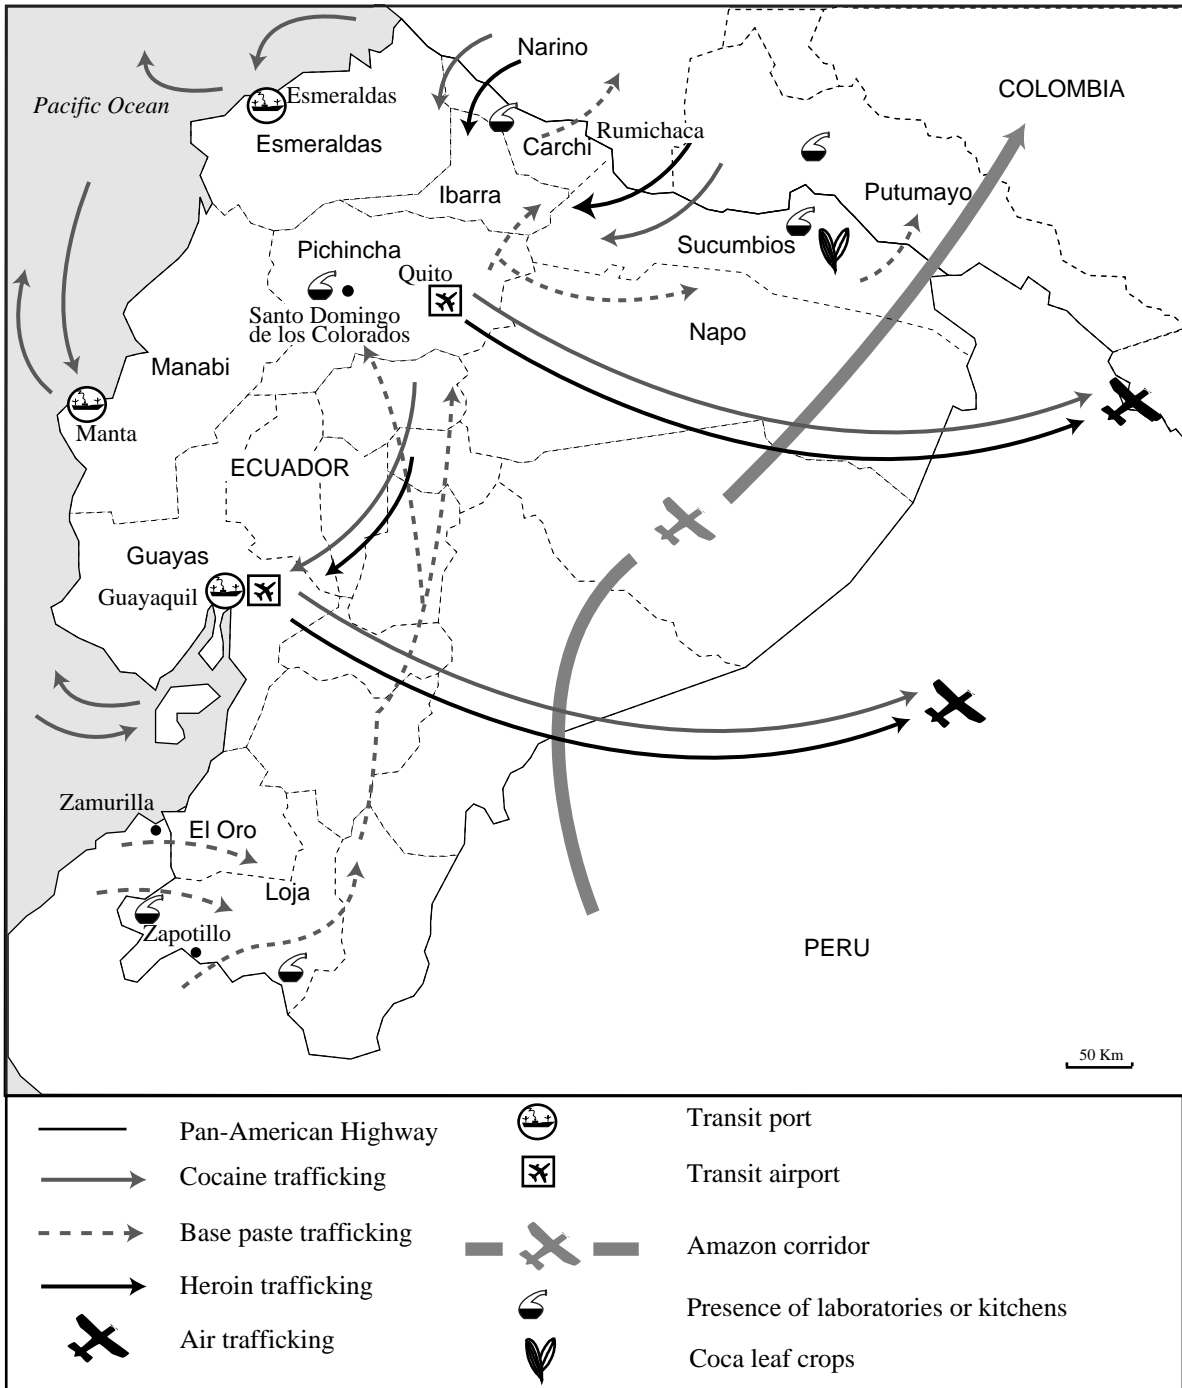 Narino
COLOMBIA
Pacific Ocean
Esmeraldas
Esmeraldas
Rumichaca
Carchi
Ibarra
Putumayo
Pichincha
Sucumbios
Quito
Santo Domingo
de los Colorados
Napo
Manabi
Manta
ECUADOR
Guayas
Guayaquil
Zamurilla
El Oro
Loja
Zapotillo
PERU
50 Km
Pan-American Highway
Cocaine trafficking
Base paste trafficking
Heroin trafficking
Air trafficking
Transit port
Transit airport
Amazon corridor
Presence of laboratories or kitchens
Coca leaf crops